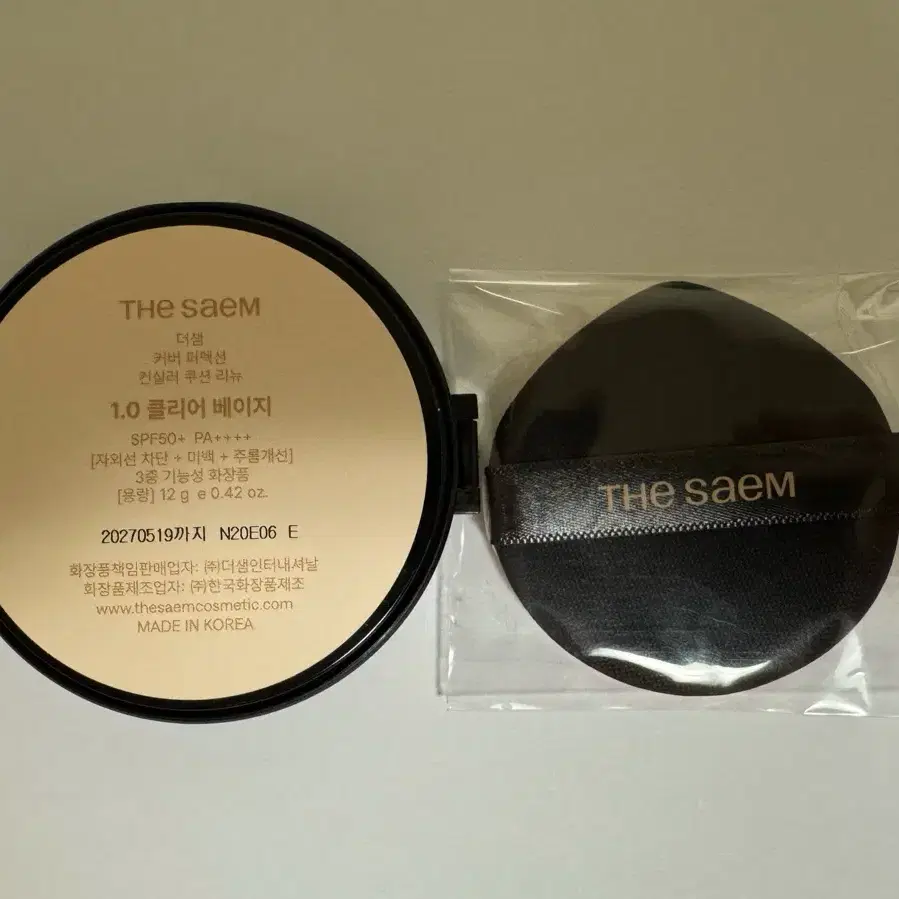 THE SAEM
더샘
커버 퍼펙션
컨실러 쿠션 리뉴
1.0 클리어 베이지
SPF50+ PA++++
[자외선 차단 + 미백 + 주름개선]
3중 기능성 화장품
[용량] 12 g e 0.42 oz.
20270519까지 N20E06 E
화장품책임판매업자: ㈜더샘인터내셔날
화장품제조업자: ㈜한국화장품제조
www.thesaemcosmetic.com
MADE IN KOREA
THE SAEM